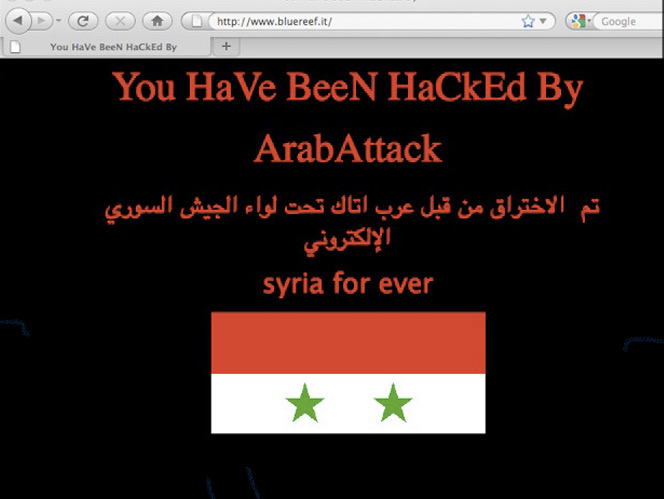 http://www.bluereef.it/
Google
You HaVe BeeN HaCkEd By
You HaVe BeeN HaCkEd By
ArabAttack
تم الاختراق من قبل عرب اتاك تحت لواء الجيش السوري
الإلكتروني
syria for ever